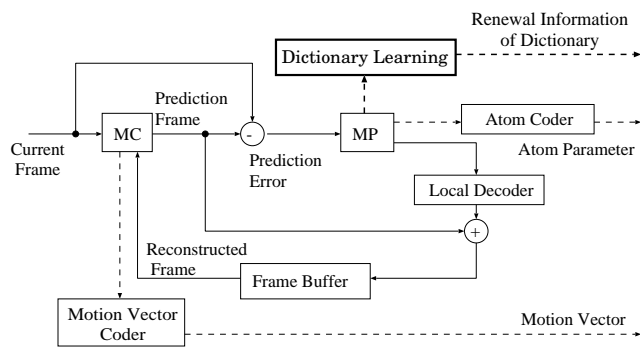 Renewal Information
of Dictionary
Dictionary Learning
Prediction
Frame
MC
-
MP
Atom Coder
Current
Frame
Prediction
Error
Atom Parameter
Local Decoder
+
Reconstructed
Frame
Frame Buffer
Motion Vector
Coder
Motion Vector